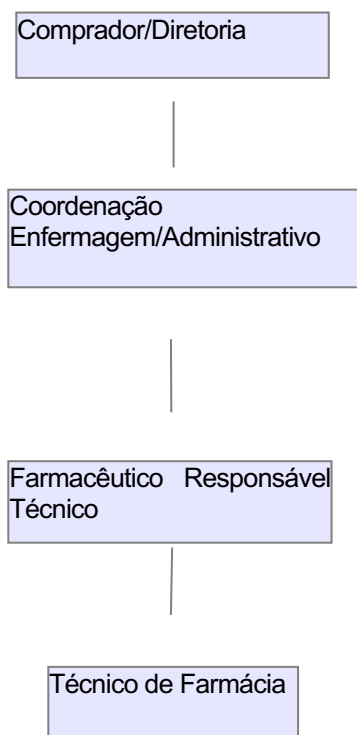 Comprador/Diretoria
Coordenação
Enfermagem/Administrativo
Farmacêutico Responsável
Técnico
Técnico de Farmácia